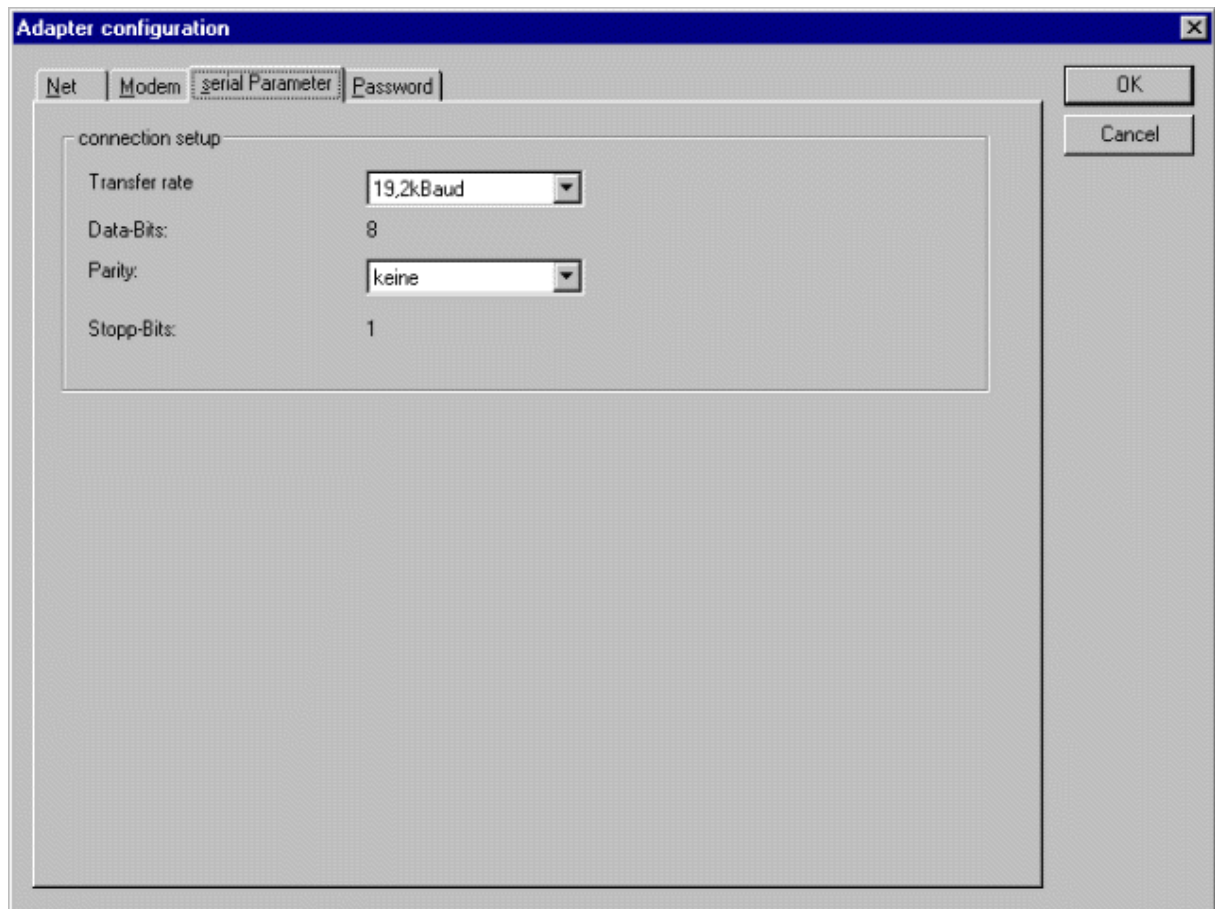 Adapter configuration
Net Modem serial Parameter Password
OK
Cancel
connection setup
Transfer rate 19,2kBaud
Data-Bits: 8
Parity: keine
Stopp-Bits: 1